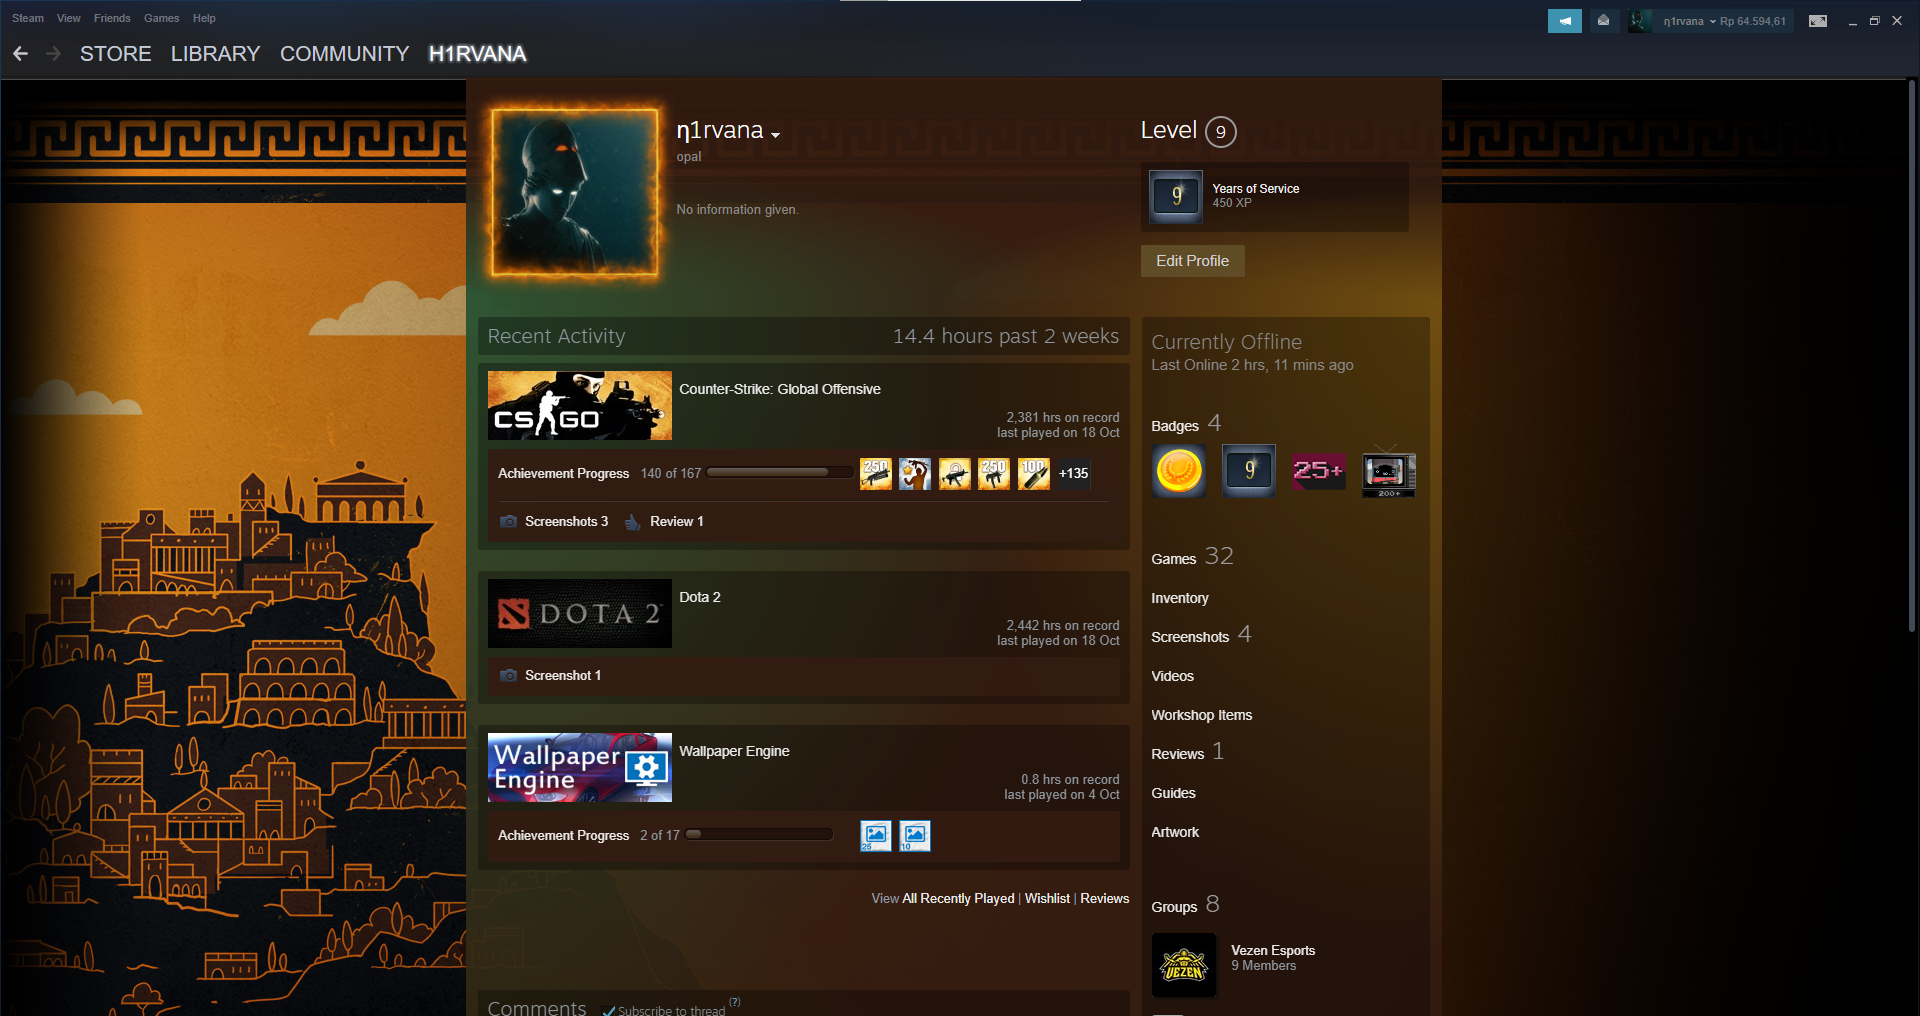 Steam View Friends Games Help
η1rvana Rp 64.594,61
STORE LIBRARY COMMUNITY H1RVANA
η1rvana
opal
No information given.
Level 9
9
Years of Service
450 XP
Edit Profile
Recent Activity 14.4 hours past 2 weeks
CS GO
Counter-Strike: Global Offensive
2,381 hrs on record
last played on 18 Oct
Achievement Progress 140 of 167
250 250 100 +135
Screenshots 3 Review 1
DOTA 2
Dota 2
2,442 hrs on record
last played on 18 Oct
Screenshot 1
Wallpaper
Engine
Wallpaper Engine
0.8 hrs on record
last played on 4 Oct
Achievement Progress 2 of 17
25 10
View All Recently Played | Wishlist | Reviews
Comments Subscribe to thread (?)
Currently Offline
Last Online 2 hrs, 11 mins ago
Badges 4
9 25+ 200+
Games 32
Inventory
Screenshots 4
Videos
Workshop Items
Reviews 1
Guides
Artwork
Groups 8
VEZEN
Vezen Esports
9 Members